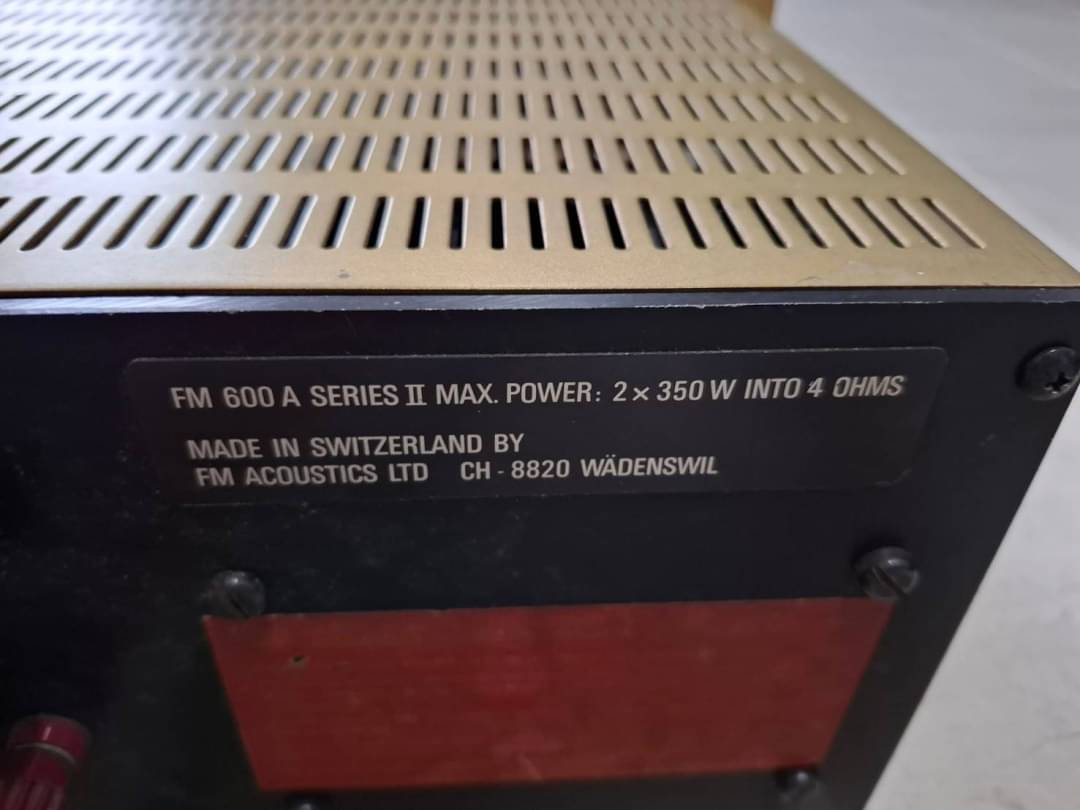 FM 600 A SERIES II MAX. POWER: 2 x 350 W INTO 4 OHMS
MADE IN SWITZERLAND BY
FM ACOUSTICS LTD CH - 8820 WÄDENSWIL